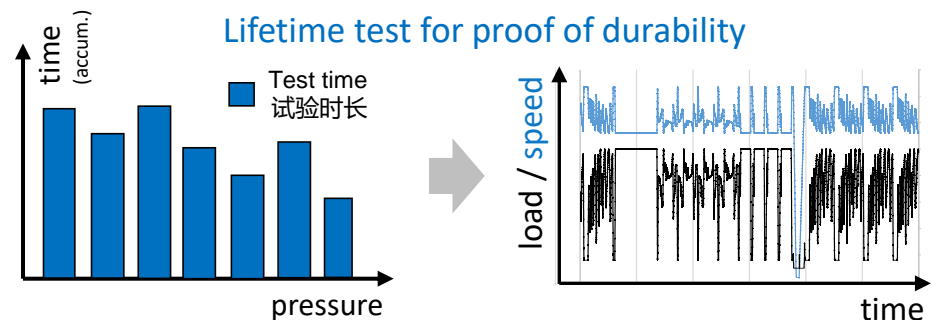 Lifetime test for proof of durability
time
(accum.)
Test time
试验时长
pressure
load / speed
time